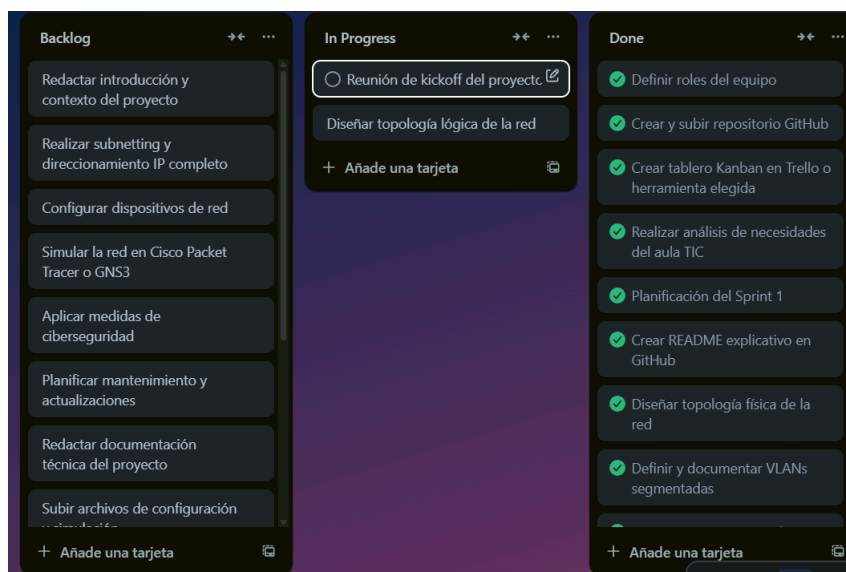 Backlog
Redactar introducción y
contexto del proyecto
Realizar subnetting y
direccionamiento IP completo
Configurar dispositivos de red
Simular la red en Cisco Packet
Tracer o GNS3
Aplicar medidas de
ciberseguridad
Planificar mantenimiento y
actualizaciones
Redactar documentación
técnica del proyecto
Subir archivos de configuración
y simulación
+ Añade una tarjeta
In Progress
Reunión de kickoff del proyecto
Diseñar topología lógica de la red
+ Añade una tarjeta
Done
Definir roles del equipo
Crear y subir repositorio GitHub
Crear tablero Kanban en Trello o
herramienta elegida
Realizar análisis de necesidades
del aula TIC
Planificación del Sprint 1
Crear README explicativo en
GitHub
Diseñar topología física de la
red
Definir y documentar VLANs
segmentadas
+ Añade una tarjeta